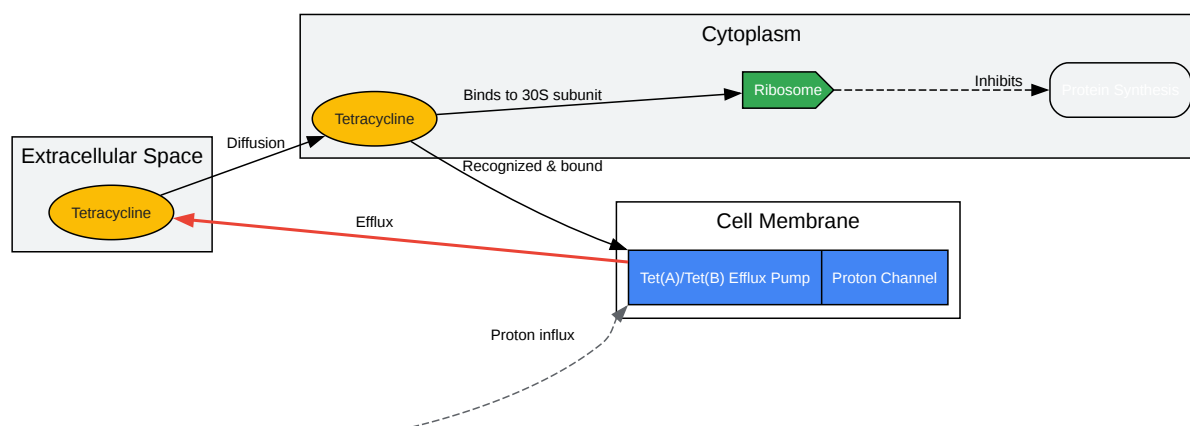 Cytoplasm
Binds to 30S subunit
Ribosome
Inhibits
Protein Synthesis
Tetracycline
Diffusion
Extracellular Space
Recognized & bound
Tetracycline
Efflux
Cell Membrane
Tet(A)/Tet(B) Efflux Pump
Proton Channel
Proton influx